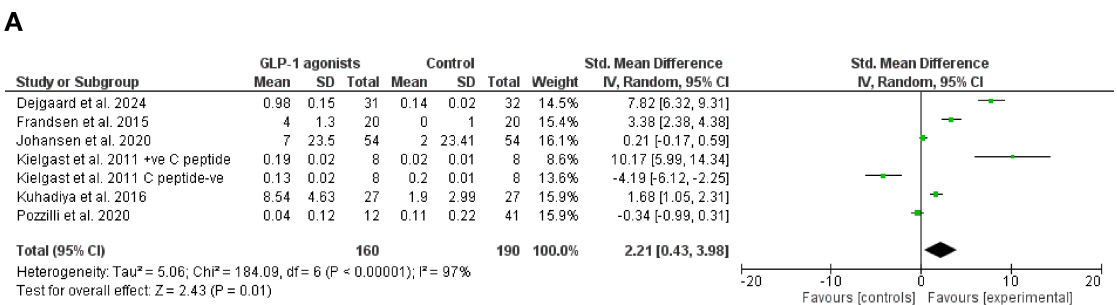 A
GLP-1 agonists Control Std. Mean Difference Std. Mean Difference
Study or Subgroup Mean SD Total Mean SD Total Weight IV, Random, 95% CI IV, Random, 95% CI
Dejgaard et al. 2024 0.98 0.15 31 0.14 0.02 32 14.5% 7.82 [6.32, 9.31]
Frandsen et al. 2015 4 1.3 20 0 1 20 15.4% 3.38 [2.38, 4.38]
Johansen et al. 2020 7 23.5 54 2 23.41 54 16.1% 0.21 [-0.17, 0.59]
Kielgast et al. 2011 +ve C peptide 0.19 0.02 8 0.02 0.01 8 8.6% 10.17 [5.99, 14.34]
Kielgast et al. 2011 C peptide-ve 0.13 0.02 8 0.2 0.01 8 13.6% -4.19 [-6.12, -2.25]
Kuhadiya et al. 2016 8.54 4.63 27 1.9 2.99 27 16.0% 1.68 [1.05, 2.31]
Pozzilli et al. 2020 0.04 0.12 12 0.11 0.22 41 15.9% -0.34 [-0.99, 0.31]
Total (95% CI) 160 190 100.0% 2.21 [0.43, 3.98]
Heterogeneity: Tau² = 5.06; Chi² = 184.09, df = 6 (P < 0.00001); I² = 97%
Test for overall effect: Z = 2.43 (P = 0.01)
-20 -10 0 10 20
Favours [controls] Favours [experimental]